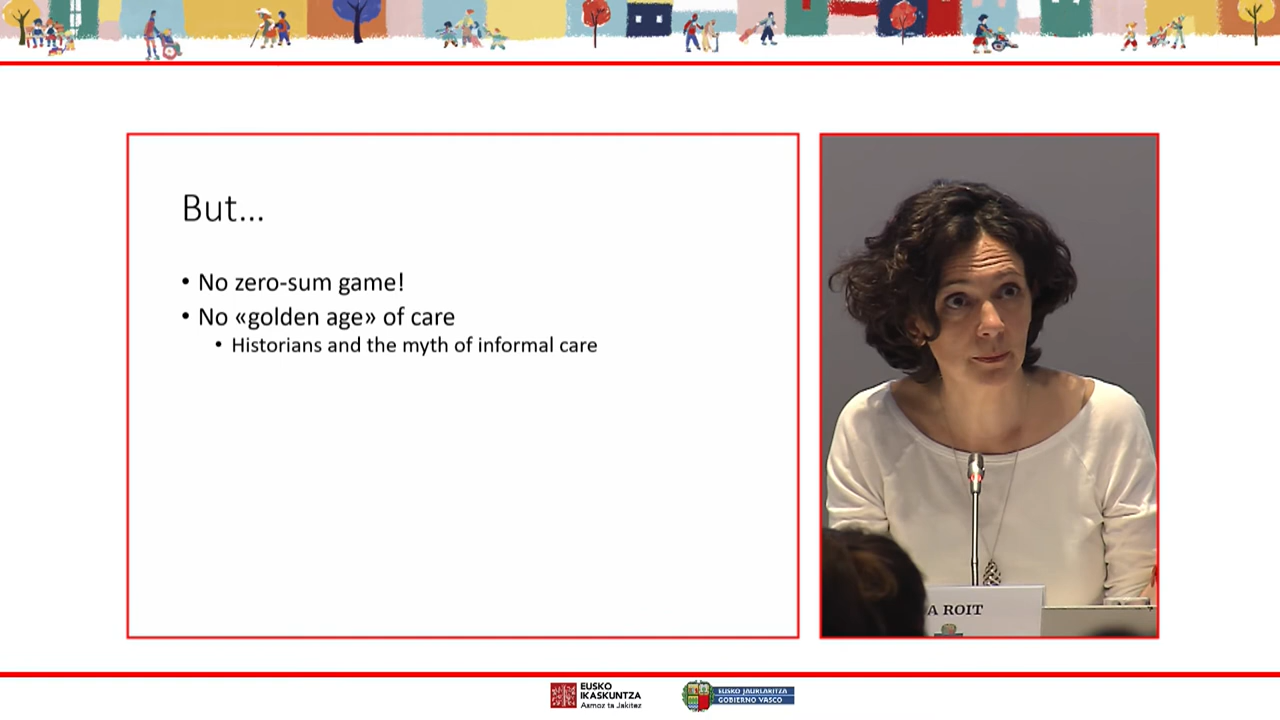 But...
• No zero-sum game!
• No «golden age» of care
• Historians and the myth of informal care
A ROIT
EUSKO
IKASKUNTZA
Asmoz ta Jakitez
EUSKO JAURLARITZA
GOBIERNO VASCO